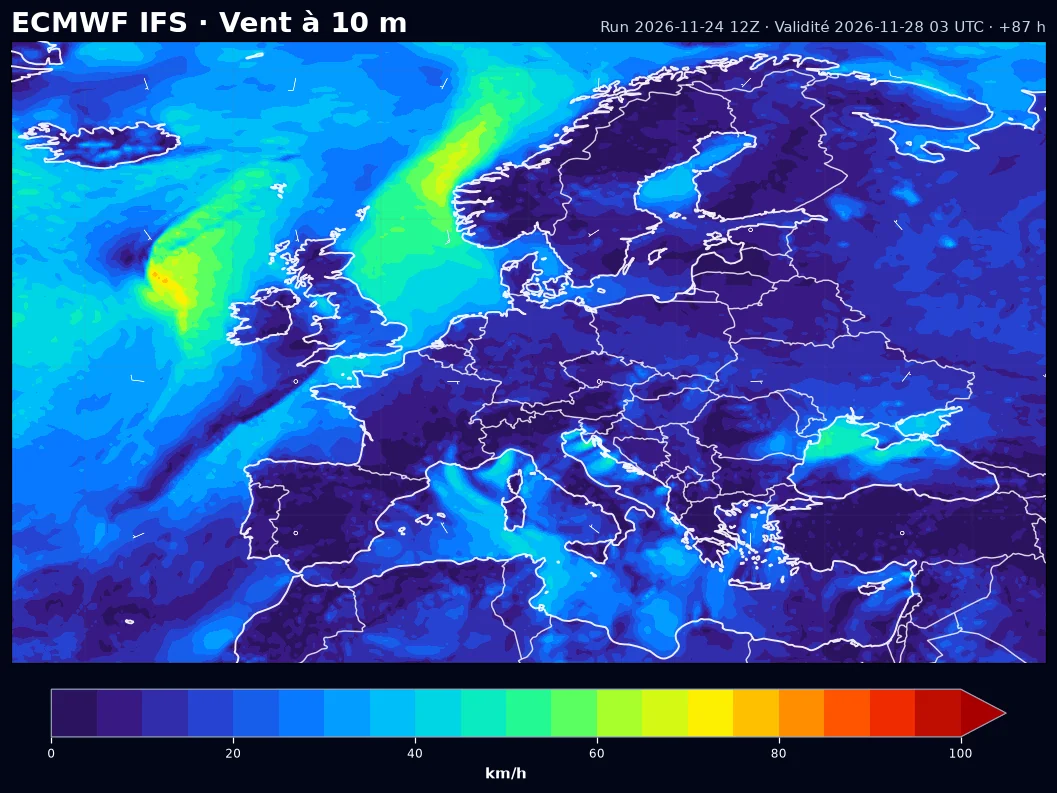 ECMWF IFS · Vent à 10 m
Run 2026-11-24 12Z · Validité 2026-11-28 03 UTC · +87 h
0 20 40 60 80 100
km/h